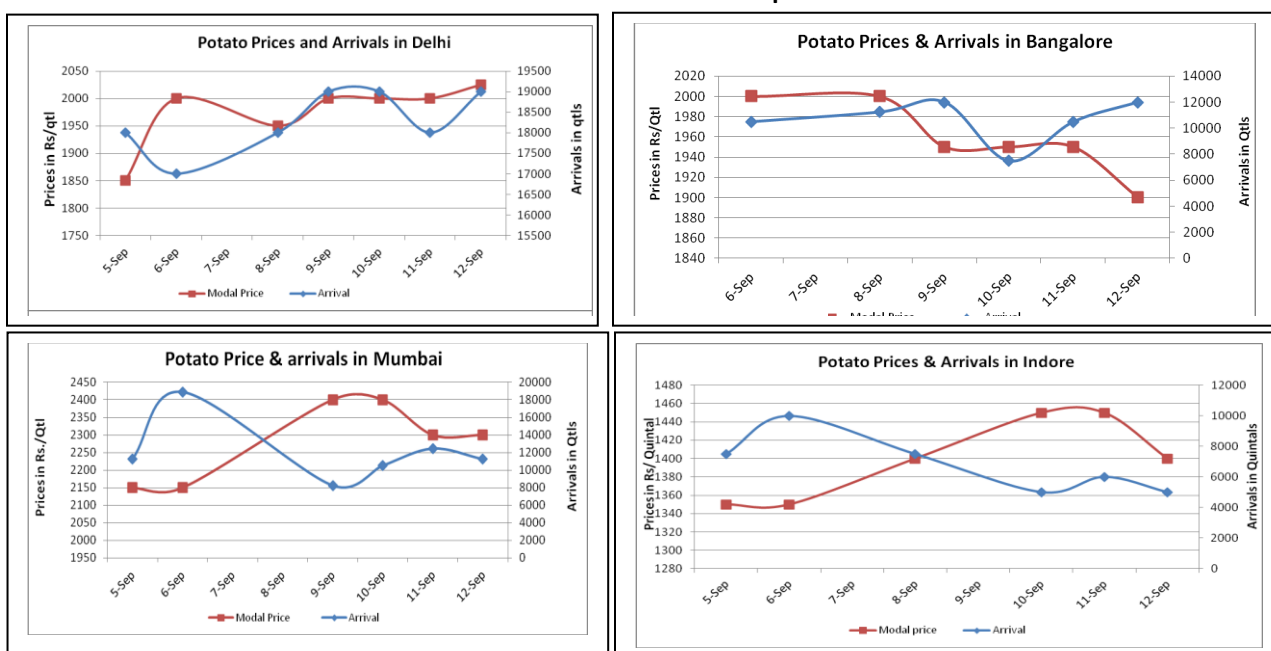 Potato Prices and Arrivals in Delhi
2050
2000
1950
1900
1850
1800
1750
19500
19000
18500
18000
17500
17000
16500
16000
15500
Prices in Rs/qtl
Arrivals in qtls
5-Sep
6-Sep
7-Sep
8-Sep
9-Sep
10-Sep
11-Sep
12-Sep
Modal Price
Arrival
Potato Prices & Arrivals in Bangalore
2020
2000
1980
1960
1940
1920
1900
1880
1860
1840
14000
12000
10000
8000
6000
4000
2000
0
Prices in Rs/Qtl
Arrivals in Qtls
6-Sep
7-Sep
8-Sep
9-Sep
10-Sep
11-Sep
12-Sep
Modal Price
Arrival
Potato Price & arrivals in Mumbai
2450
2400
2350
2300
2250
2200
2150
2100
2050
2000
1950
20000
18000
16000
14000
12000
10000
8000
6000
4000
2000
0
Prices in Rs./Qtl
Arrivals in Qtls
5-Sep
6-Sep
7-Sep
8-Sep
9-Sep
10-Sep
11-Sep
12-Sep
Modal Price
Arrival
Potato Prices & Arrivals in Indore
1480
1460
1440
1420
1400
1380
1360
1340
1320
1300
1280
12000
10000
8000
6000
4000
2000
0
Prices in Rs/ Quintal
Arrivals in Quintals
5-Sep
6-Sep
7-Sep
8-Sep
9-Sep
10-Sep
11-Sep
12-Sep
Modal price
Arrival